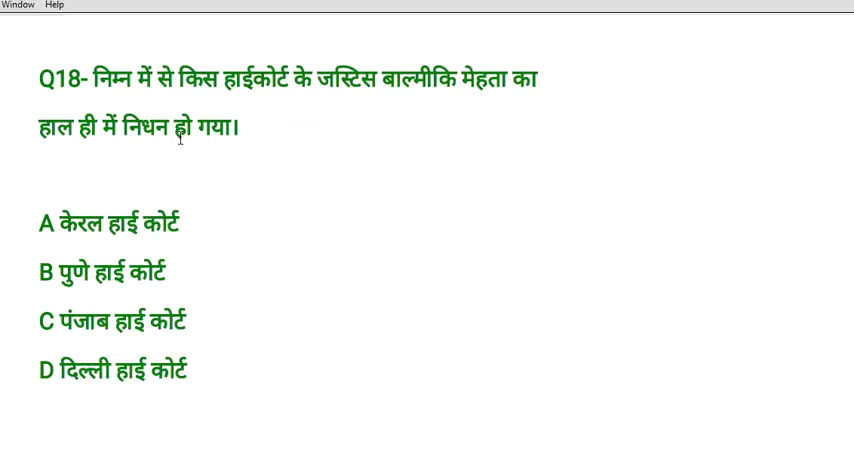 Window Help
Q18- निम्न में से किस हाईकोर्ट के जस्टिस बाल्मीकि मेहता का
हाल ही में निधन हो गया।
A केरल हाई कोर्ट
B पुणे हाई कोर्ट
C पंजाब हाई कोर्ट
D दिल्ली हाई कोर्ट